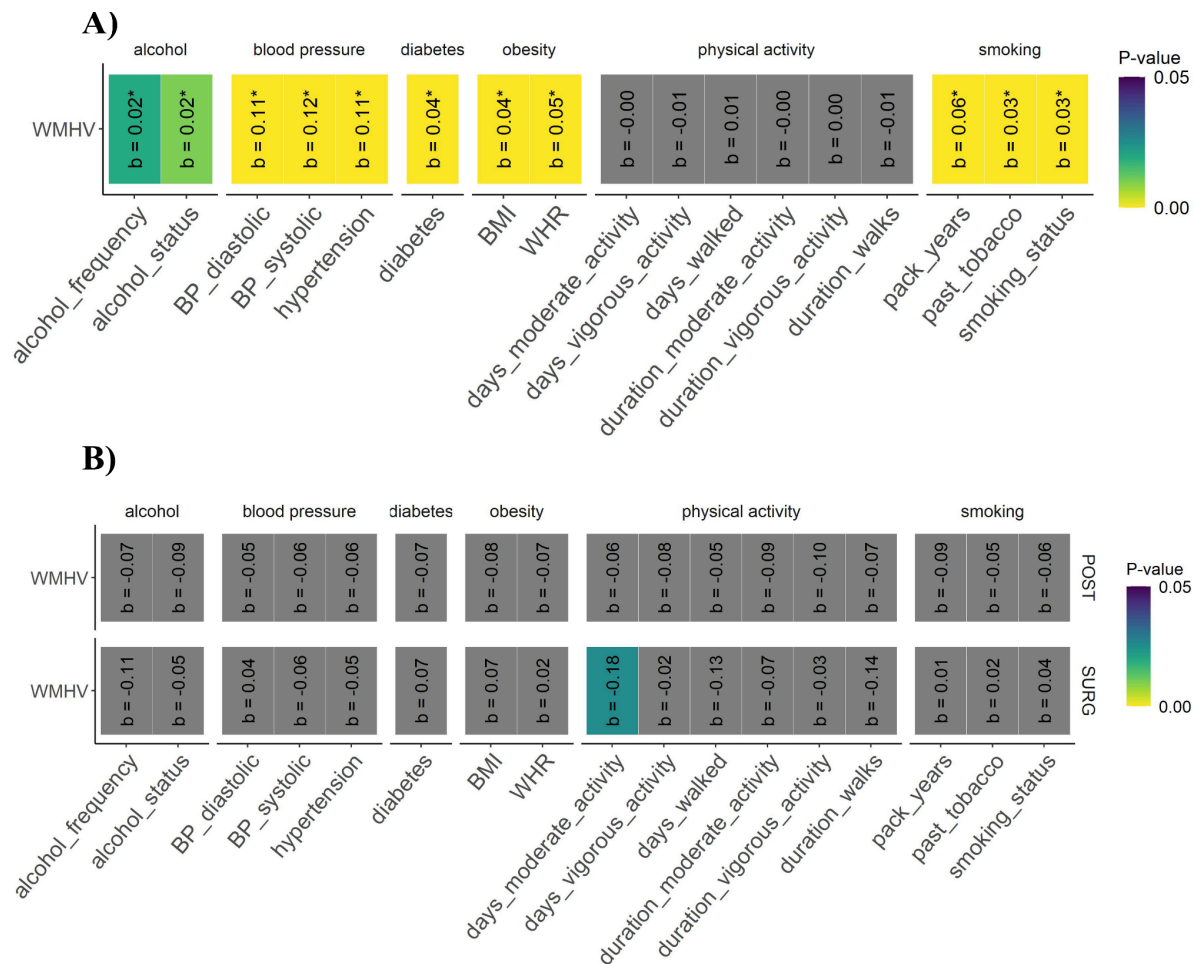 A)
alcohol blood pressure diabetes obesity physical activity smoking
WMHV
b = 0.02* b = 0.02* b = 0.11* b = 0.12* b = 0.11* b = 0.04* b = 0.04* b = 0.05* b = -0.00 b = -0.01 b = 0.01 b = -0.00 b = 0.00 b = -0.01 b = 0.06* b = 0.03* b = 0.03*
alcohol_frequency alcohol_status BP_diastolic BP_systolic hypertension diabetes BMI WHR days_moderate_activity days_vigorous_activity days_walked duration_moderate_activity duration_vigorous_activity duration_walks pack_years past_tobacco smoking_status
P-value
0.05
0.00
B)
alcohol blood pressure diabetes obesity physical activity smoking
WMHV
b = -0.07 b = -0.09 b = -0.05 b = -0.06 b = -0.06 b = -0.07 b = -0.08 b = -0.07 b = -0.06 b = -0.08 b = -0.05 b = -0.09 b = -0.10 b = -0.07 b = -0.09 b = -0.05 b = -0.06
POST
WMHV
b = -0.11 b = -0.05 b = 0.04 b = -0.06 b = -0.05 b = 0.07 b = 0.07 b = 0.02 b = -0.18 b = -0.02 b = -0.13 b = -0.07 b = -0.03 b = -0.14 b = 0.01 b = 0.02 b = 0.04
SURG
alcohol_frequency alcohol_status BP_diastolic BP_systolic hypertension diabetes BMI WHR days_moderate_activity days_vigorous_activity days_walked duration_moderate_activity duration_vigorous_activity duration_walks pack_years past_tobacco smoking_status
P-value
0.05
0.00